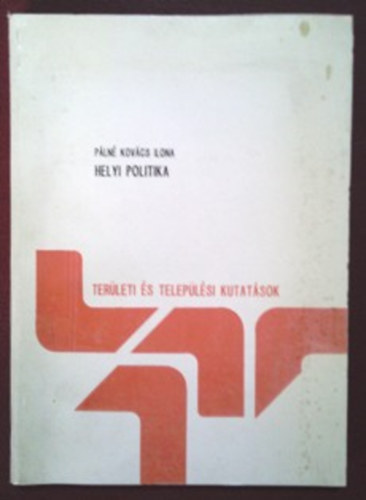 PÁLNÉ KOVÁCS ILONA
HELYI POLITIKA
TERÜLETI ÉS TELEPÜLÉSI KUTATÁSOK